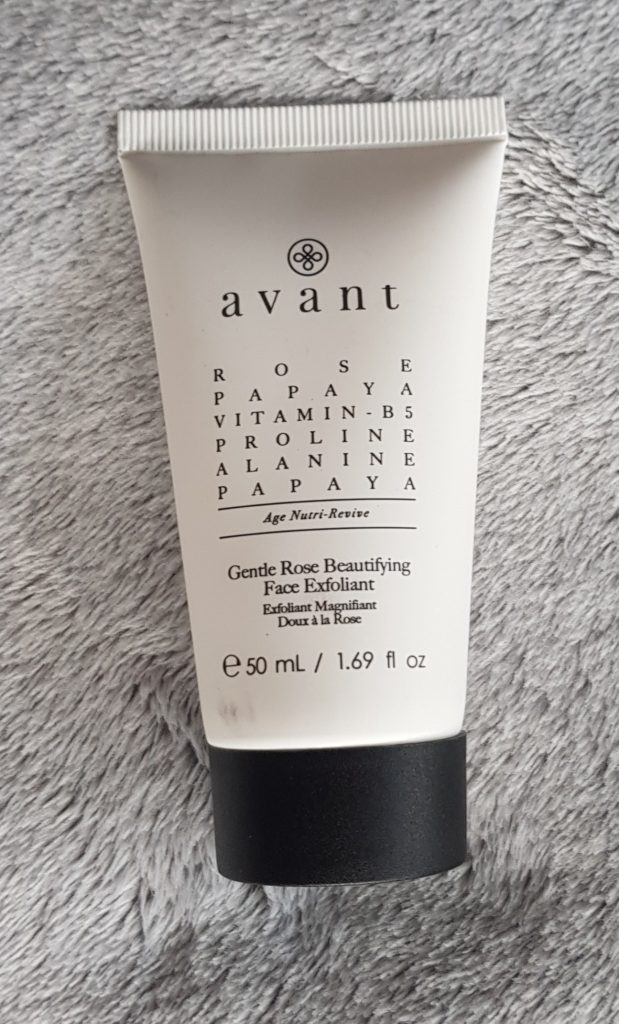 avant
ROSE
PAPAYA
VITAMIN-B5
PROLINE
ALANINE
PAPAYA
Age Nutri-Revive
Gentle Rose Beautifying
Face Exfoliant
Exfoliant Magnifiant
Doux à la Rose
℮ 50 mL / 1.69 fl oz